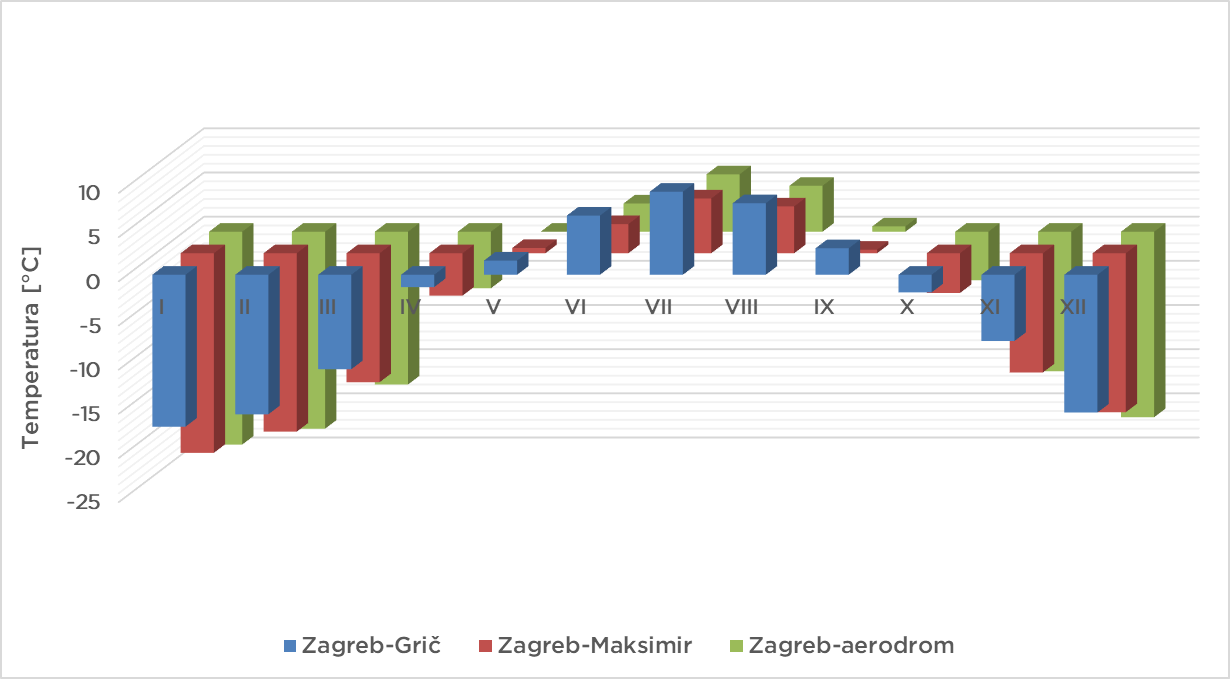 10
5
0
-5
-10
-15
-20
-25
Temperatura [°C]
I II III IV V VI VII VIII IX X XI XII
Zagreb-Grič Zagreb-Maksimir Zagreb-aerodrom